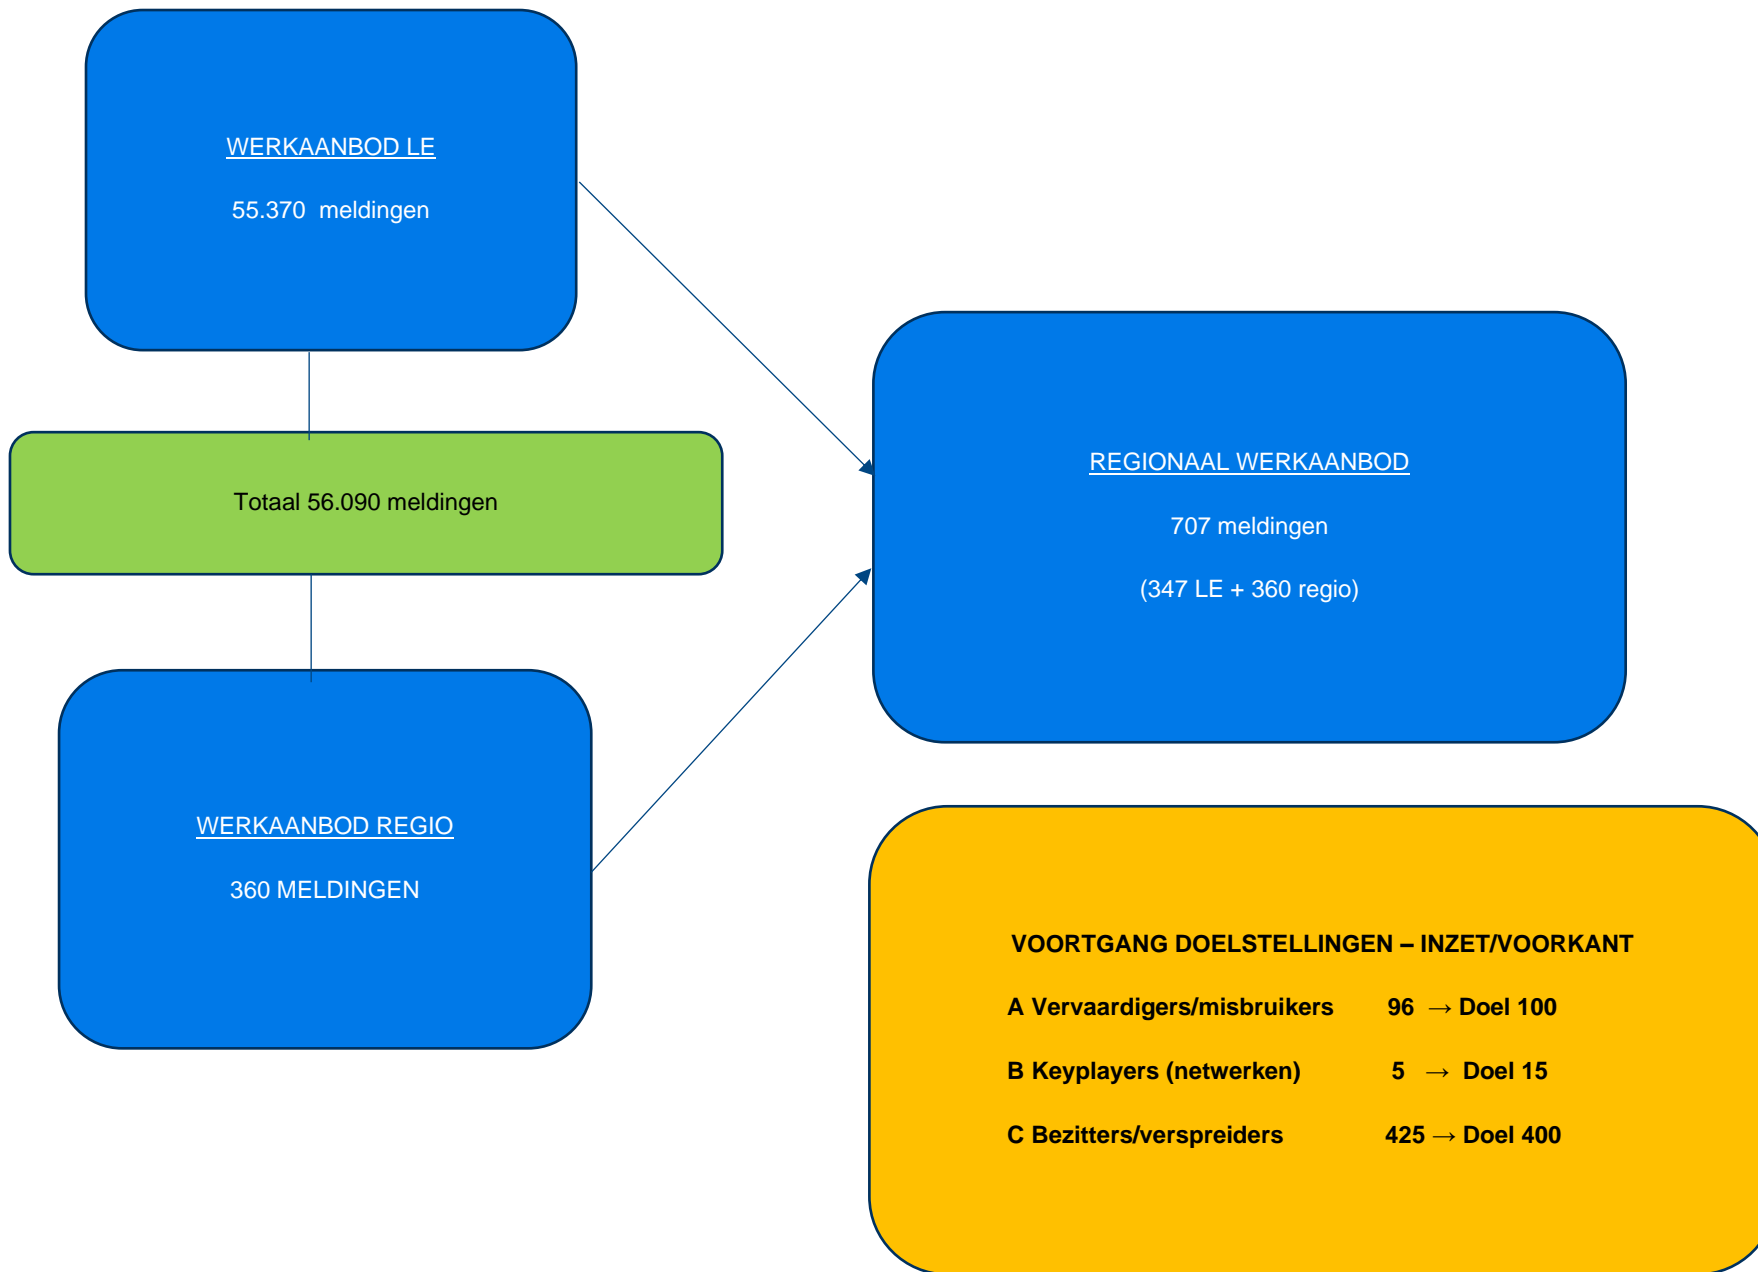 WERKAANBOD LE
55.370  meldingen
Totaal 56.090 meldingen
WERKAANBOD REGIO
360 MELDINGEN
REGIONAAL WERKAANBOD
707 meldingen
(347 LE + 360 regio)
VOORTGANG DOELSTELLINGEN – INZET/VOORKANT
A Vervaardigers/misbruikers 96 → Doel 100
B Keyplayers (netwerken) 5 → Doel 15
C Bezitters/verspreiders 425 → Doel 400